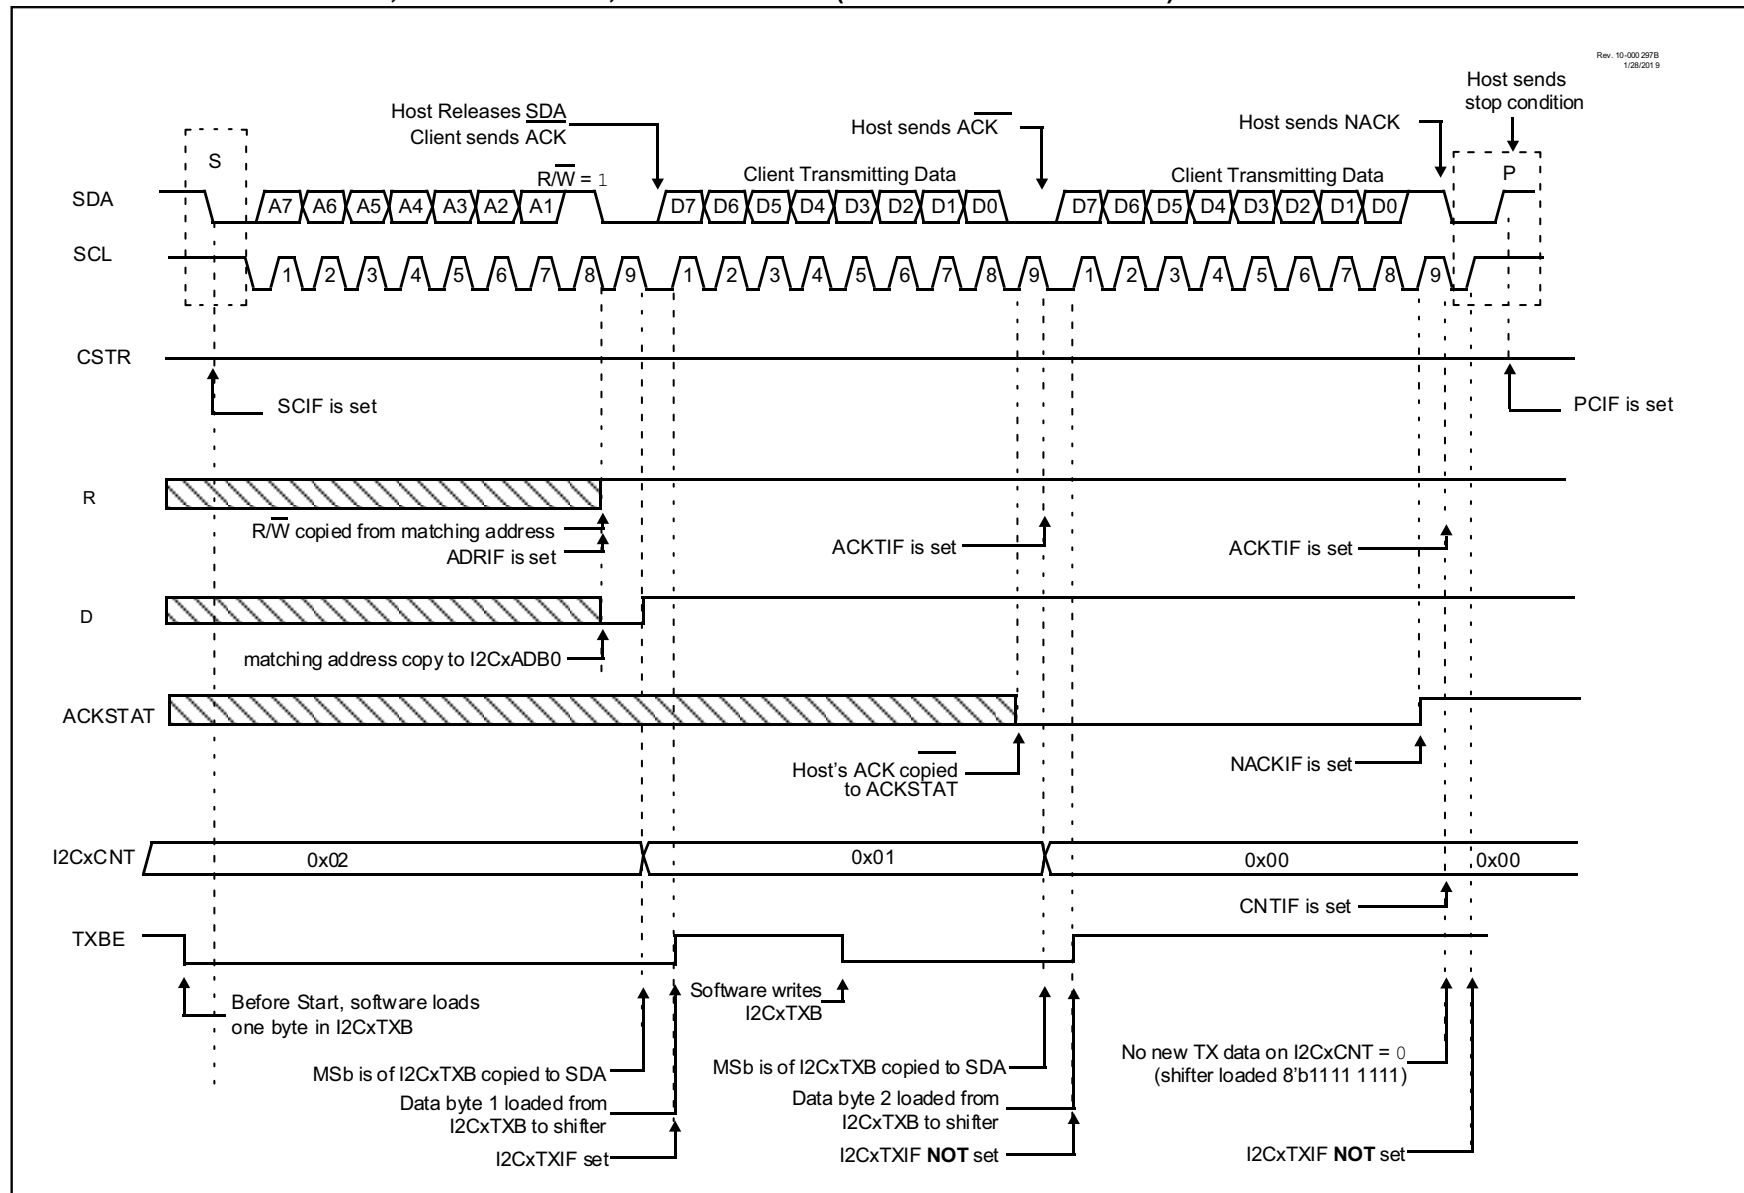 Rev. 10-000 297B
1/28/201 9
Host sends
stop condition
Host Releases SDA
Client sends ACK
Host sends ACK
Host sends NACK
S
P
R/W = 1
Client Transmitting Data
Client Transmitting Data
SDA
A7 A6 A5 A4 A3 A2 A1 D7 D6 D5 D4 D3 D2 D1 D0 D7 D6 D5 D4 D3 D2 D1 D0
SCL
1 2 3 4 5 6 7 8 9 1 2 3 4 5 6 7 8 9 1 2 3 4 5 6 7 8 9
CSTR
SCIF is set
PCIF is set
R
R/W copied from matching address
ADRIF is set
ACKTIF is set
ACKTIF is set
D
matching address copy to I2CxADB0
ACKSTAT
Host's ACK copied
to ACKSTAT
NACKIF is set
I2CxCNT
0x02
0x01
0x00
0x00
CNTIF is set
TXBE
Before Start, software loads
one byte in I2CxTXB
Software writes
I2CxTXB
MSb is of I2CxTXB copied to SDA
Data byte 1 loaded from
I2CxTXB to shifter
I2CxTXIF set
MSb is of I2CxTXB copied to SDA
Data byte 2 loaded from
I2CxTXB to shifter
I2CxTXIF NOT set
No new TX data on I2CxCNT = 0
(shifter loaded 8'b1111 1111)
I2CxTXIF NOT set